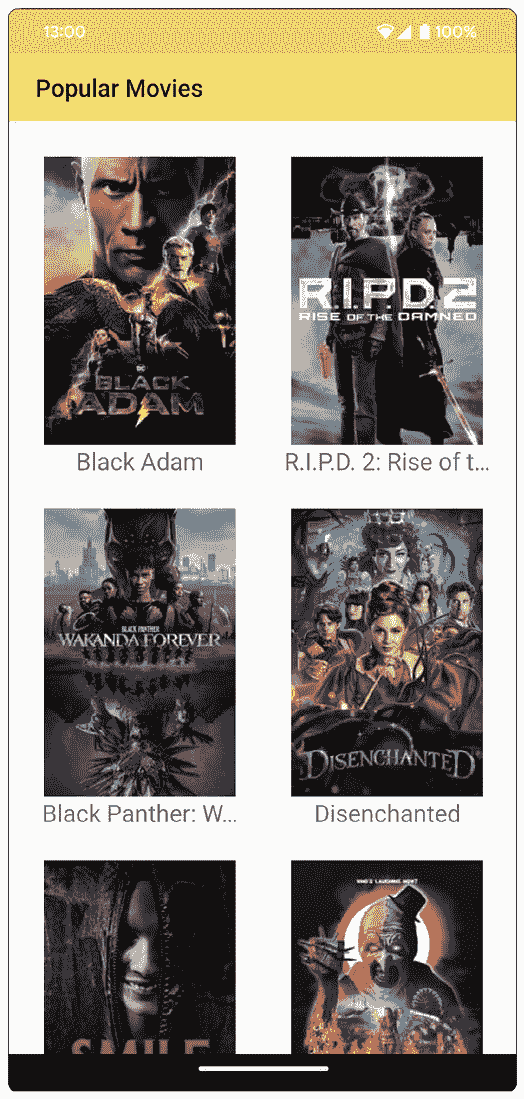 13:00 100%
Popular Movies
BLACK
ADAM
R.I.P.D. 2
RISE OF THE DAMNED
Black Adam
R.I.P.D. 2: Rise of t...
BLACK PANTHER
WAKANDA FOREVER
DISENCHANTED
Black Panther: W...
Disenchanted
SMILE
WHO'S LAUGHING NOW?